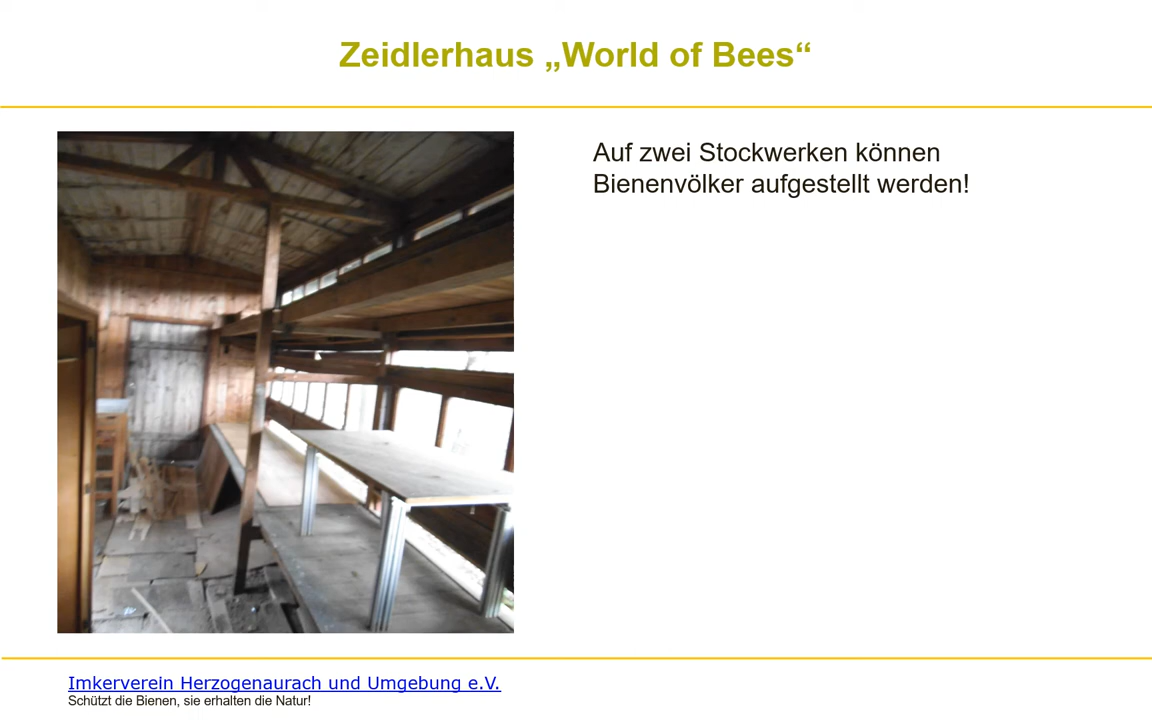 Zeidlerhaus „World of Bees“
Auf zwei Stockwerken können
Bienenvölker aufgestellt werden!
Imkerverein Herzogenaurach und Umgebung e.V.
Schützt die Bienen, sie erhalten die Natur!